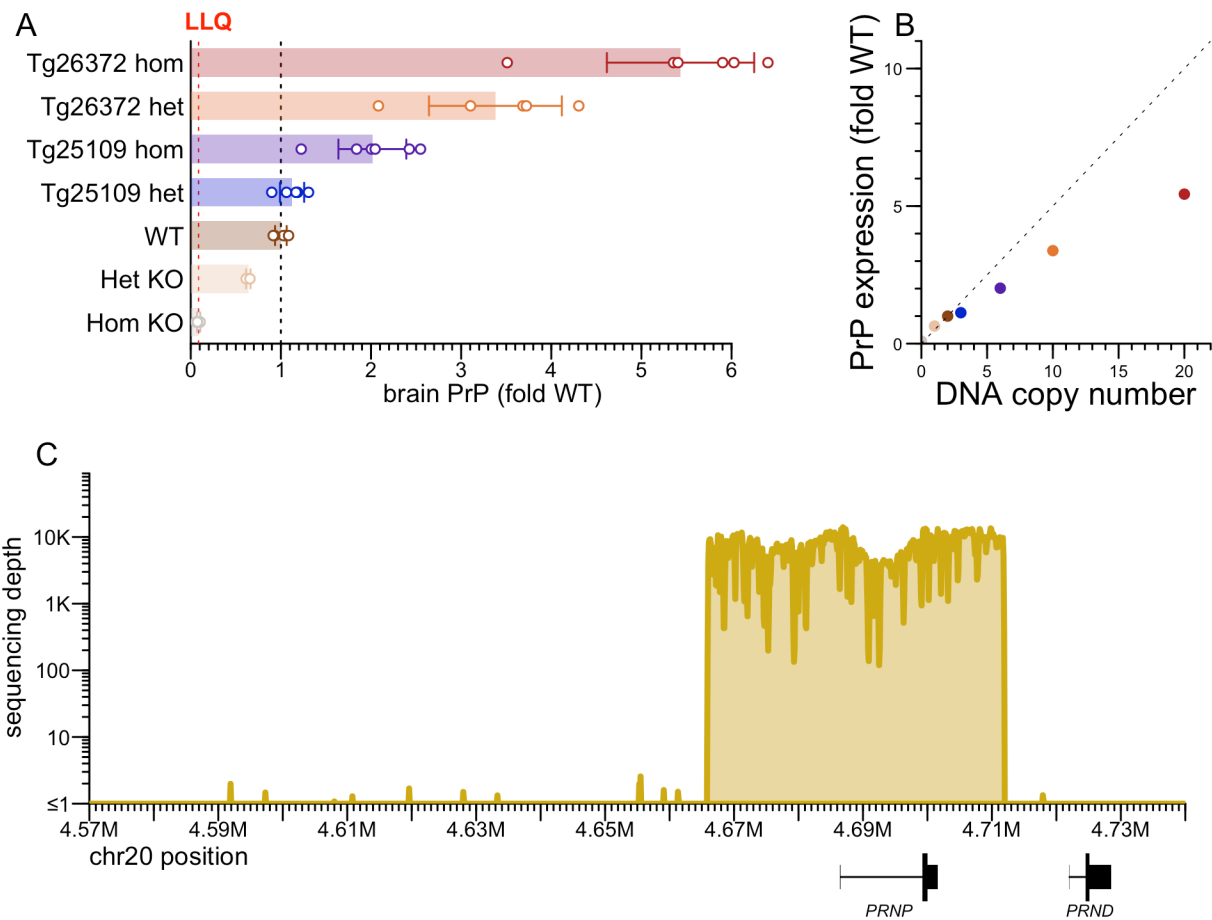 A
LLQ
Tg26372 hom
Tg26372 het
Tg25109 hom
Tg25109 het
WT
Het KO
Hom KO
0 1 2 3 4 5 6
brain PrP (fold WT)
B
PrP expression (fold WT)
10
5
0
0 5 10 15 20
DNA copy number
C
sequencing depth
10K
1K
100
10
≤1
4.57M 4.59M 4.61M 4.63M 4.65M 4.67M 4.69M 4.71M 4.73M
chr20 position
PRNP PRND